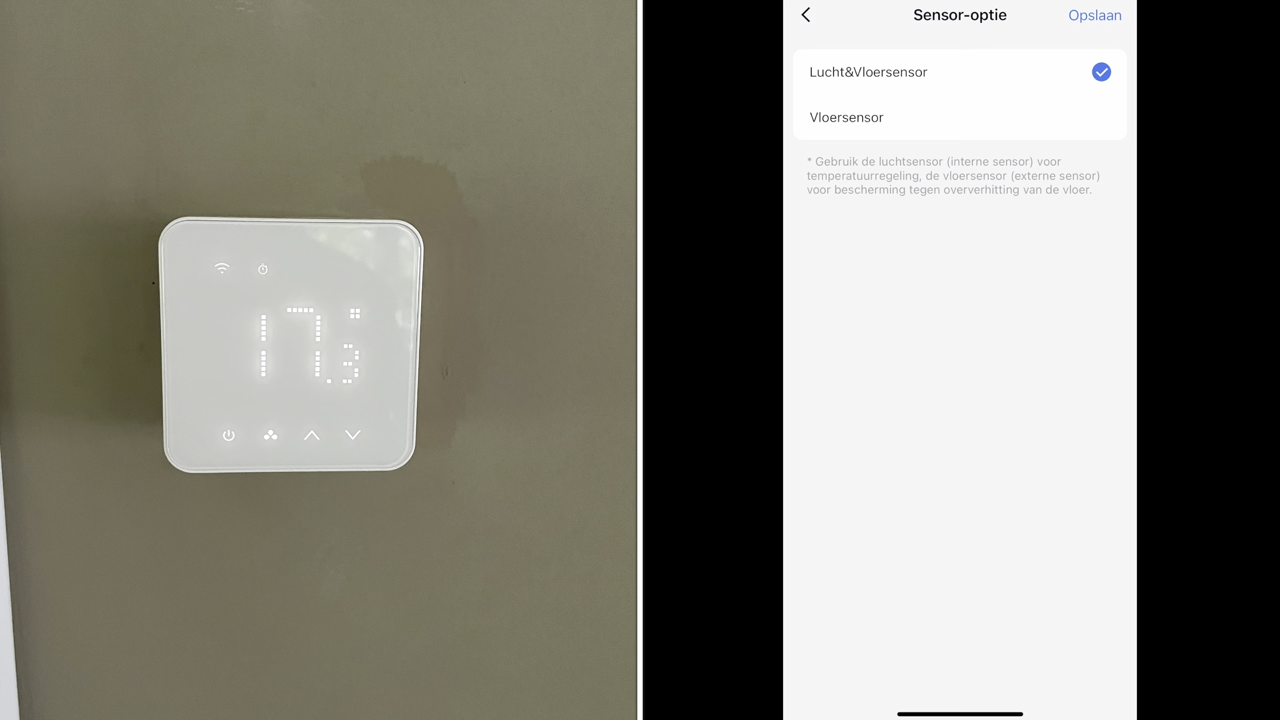 17.3°
Sensor-optie
Opslaan
Lucht&Vloersensor
Vloersensor
* Gebruik de luchtsensor (interne sensor) voor
temperatuurregeling, de vloersensor (externe sensor)
voor bescherming tegen oververhitting van de vloer.